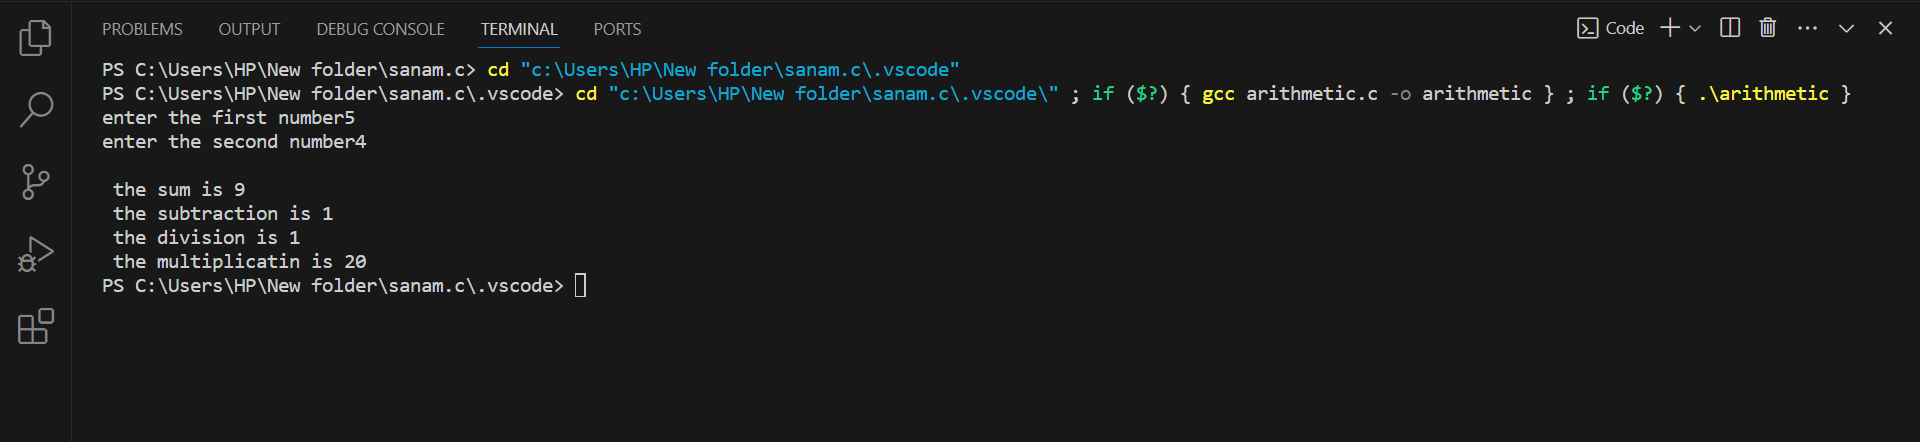 PROBLEMS OUTPUT DEBUG CONSOLE TERMINAL PORTS Code
PS C:\Users\HP\New folder\sanam.c> cd "c:\Users\HP\New folder\sanam.c\.vscode"
PS C:\Users\HP\New folder\sanam.c\.vscode> cd "c:\Users\HP\New folder\sanam.c\.vscode\" ; if ($?) { gcc arithmetic.c -o arithmetic } ; if ($?) { .\arithmetic }
enter the first number5
enter the second number4
the sum is 9
the subtraction is 1
the division is 1
the multiplicatin is 20
PS C:\Users\HP\New folder\sanam.c\.vscode>